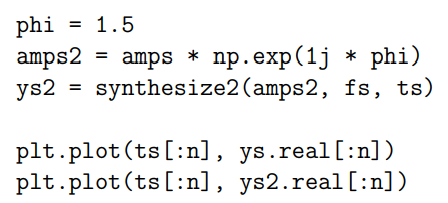 phi = 1.5
amps2 = amps * np.exp(1j * phi)
ys2 = synthesize2(amps2, fs, ts)
plt.plot(ts[:n], ys.real[:n])
plt.plot(ts[:n], ys2.real[:n])